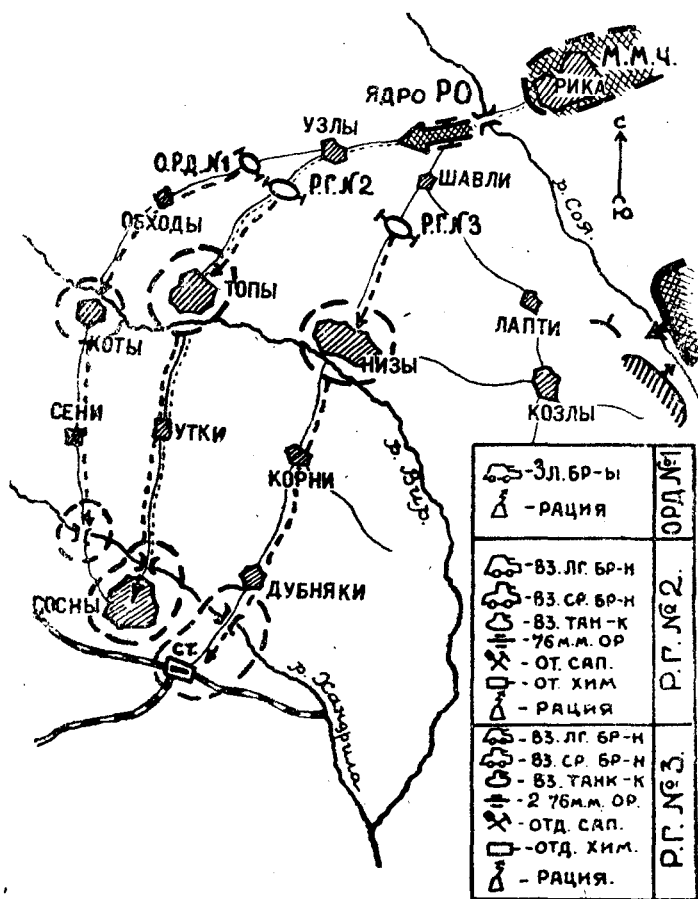 М.М.Ч.
РИКА
ЯДРО РО
С
Ю
УЗЛЫ
О.Р.Д. №1
Р.Г. №2
ШАВЛИ
р. Соя.
ОБХОДЫ
Р.Г. №3
ТОПЫ
КОТЫ
НИЗЫ
ЛАПТИ
КОЗЛЫ
СЕНИ
УТКИ
КОРНИ
р. Вир.
СОСНЫ
ДУБНЯКИ
СТ.
р. Хандрила
- 3Л. БР-Ы
- РАЦИЯ
ОРД. №1
- ВЗ. ЛГ. БР-Н
- ВЗ. СР. БР-Н
- ВЗ. ТАН-К
- 76 М.М. ОР
- ОТ. САП.
- ОТ. ХИМ
- РАЦИЯ
Р.Г. №2.
- ВЗ. ЛГ. БР-Н
- ВЗ. СР. БР-Н
- ВЗ. ТАНК-К
- 2 76 М.М. ОР.
- ОТД. САП.
- ОТД. ХИМ.
- РАЦИЯ.
Р.Г. №3.